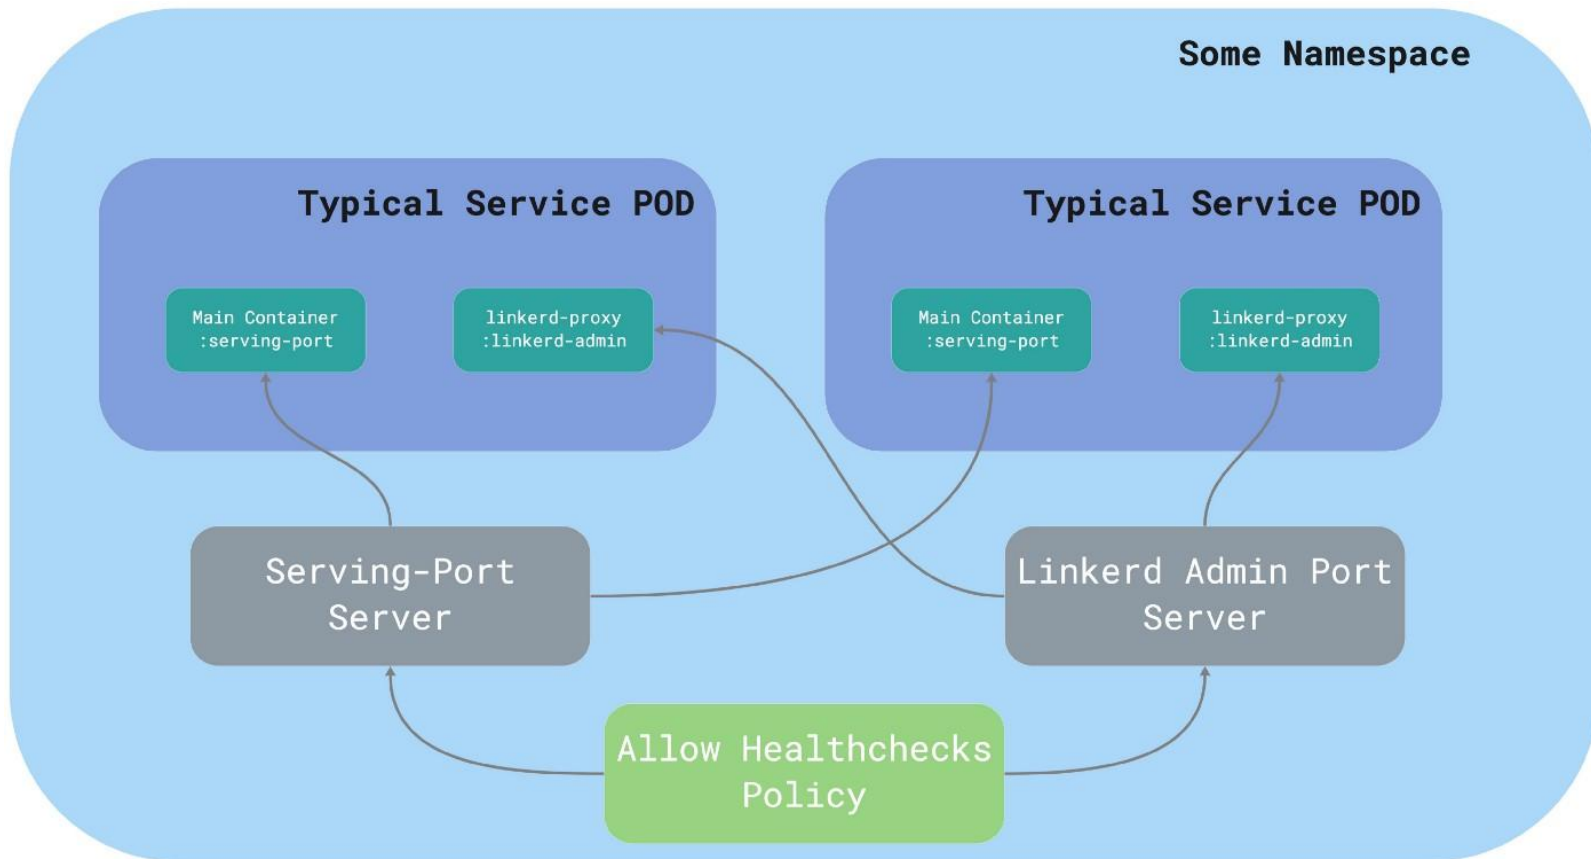 Some Namespace
Typical Service POD
Main Container
:serving-port
linkerd-proxy
:linkerd-admin
Typical Service POD
Main Container
:serving-port
linkerd-proxy
:linkerd-admin
Serving-Port
Server
Linkerd Admin Port
Server
Allow Healthchecks
Policy